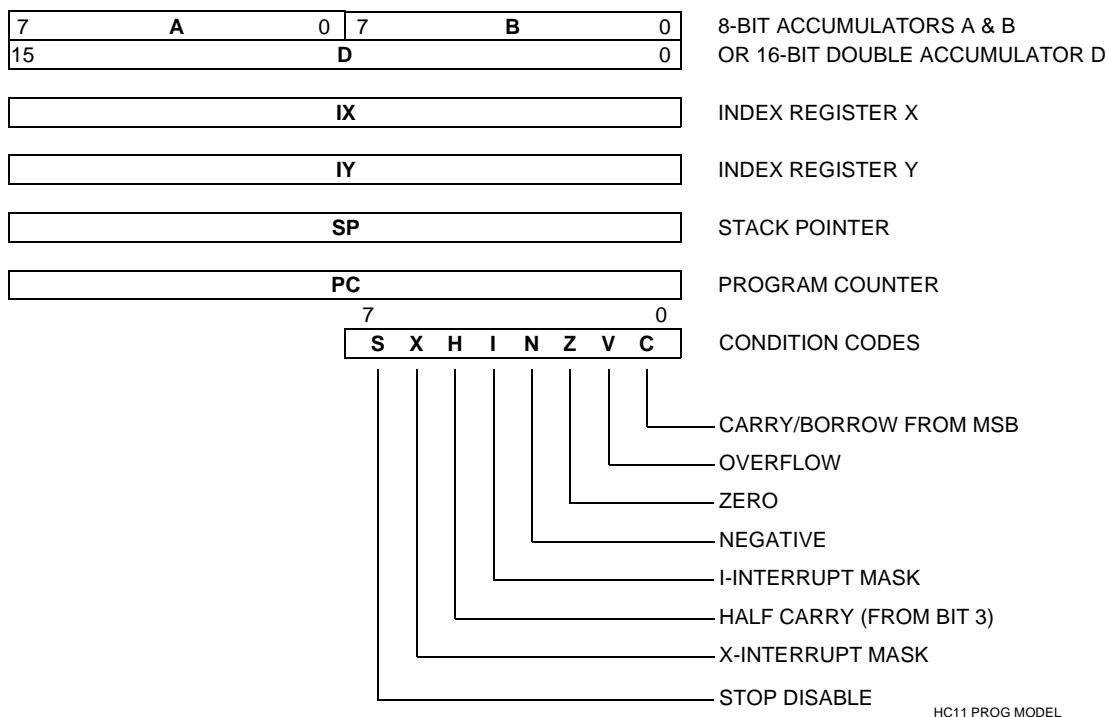 7 A 0 7 B 0 8-BIT ACCUMULATORS A & B
15 D 0 OR 16-BIT DOUBLE ACCUMULATOR D
IX INDEX REGISTER X
IY INDEX REGISTER Y
SP STACK POINTER
PC PROGRAM COUNTER
7 0
S X H I N Z V C CONDITION CODES
CARRY/BORROW FROM MSB
OVERFLOW
ZERO
NEGATIVE
I-INTERRUPT MASK
HALF CARRY (FROM BIT 3)
X-INTERRUPT MASK
STOP DISABLE
HC11 PROG MODEL